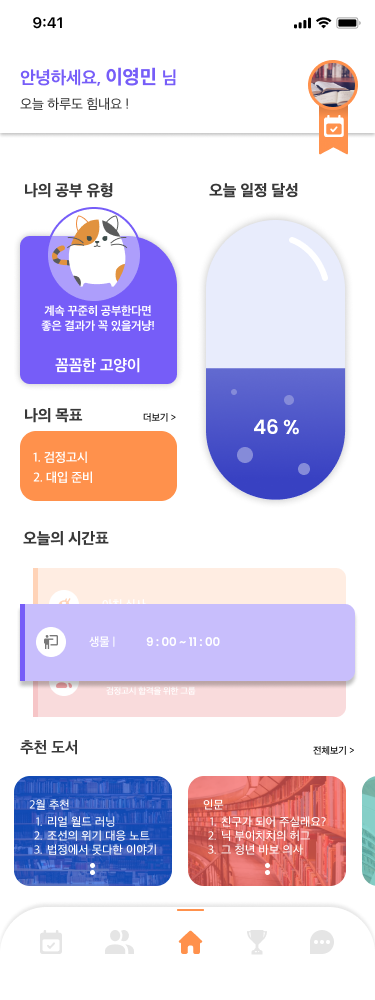 9:41
안녕하세요, 이영민 님
오늘 하루도 힘내요 !
나의 공부 유형
오늘 일정 달성
계속 꾸준히 공부한다면
좋은 결과가 꼭 있을거냥!
꼼꼼한 고양이
나의 목표
더보기 >
1. 검정고시
2. 대입 준비
46 %
오늘의 시간표
생물 |
9 : 00 ~ 11 : 00
검정고시 합격을 위한 그룹
추천 도서
전체보기 >
2월 추천
1. 리얼 월드 러닝
2. 조선의 위기 대응 노트
3. 법정에서 못다한 이야기
인문
1. 친구가 되어 주실래요?
2. 닉 부이치치의 허그
3. 그 청년 바보 의사